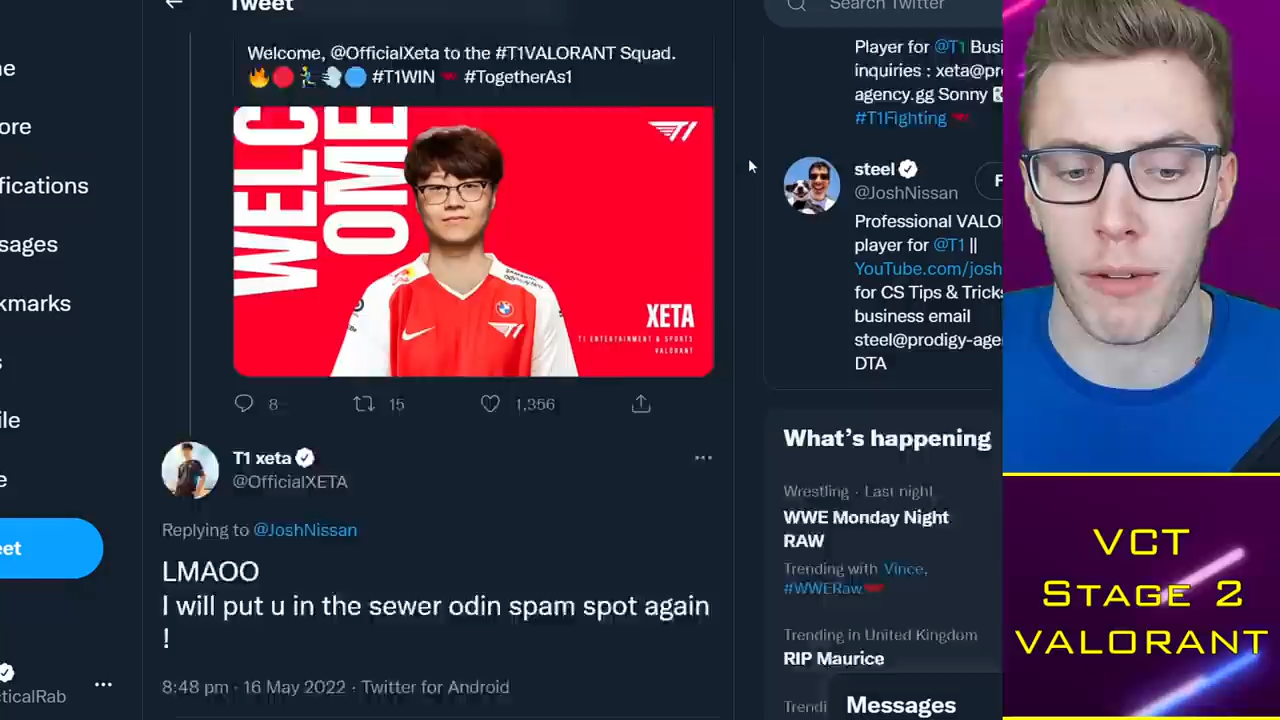 Tweet
Search Twitter
Welcome, @OfficialXeta to the #T1VALORANT Squad.
#T1WIN #TogetherAs1
WELC
OME
T1
XETA
T1 ENTERTAINMENT & SPORTS
VALORANT
8
15
1,356
T1 xeta
@OfficialXETA
Replying to @JoshNissan
LMAOO
I will put u in the sewer odin spam spot again
!
8:48 pm · 16 May 2022 · Twitter for Android
ore
fications
sages
kmarks
ile
eet
cticalRab
Player for @T1 Busi
inquiries : xeta@pr
agency.gg Sonny
#T1Fighting
steel
@JoshNissan
F
Professional VALO
player for @T1 ||
YouTube.com/josh
for CS Tips & Tricks
business email
steel@prodigy-age
DTA
What's happening
Wrestling · Last night
WWE Monday Night
RAW
Trending with Vince,
#WWERaw
Trending in United Kingdom
RIP Maurice
Trendi
Messages
VCT
STAGE 2
VALORANT